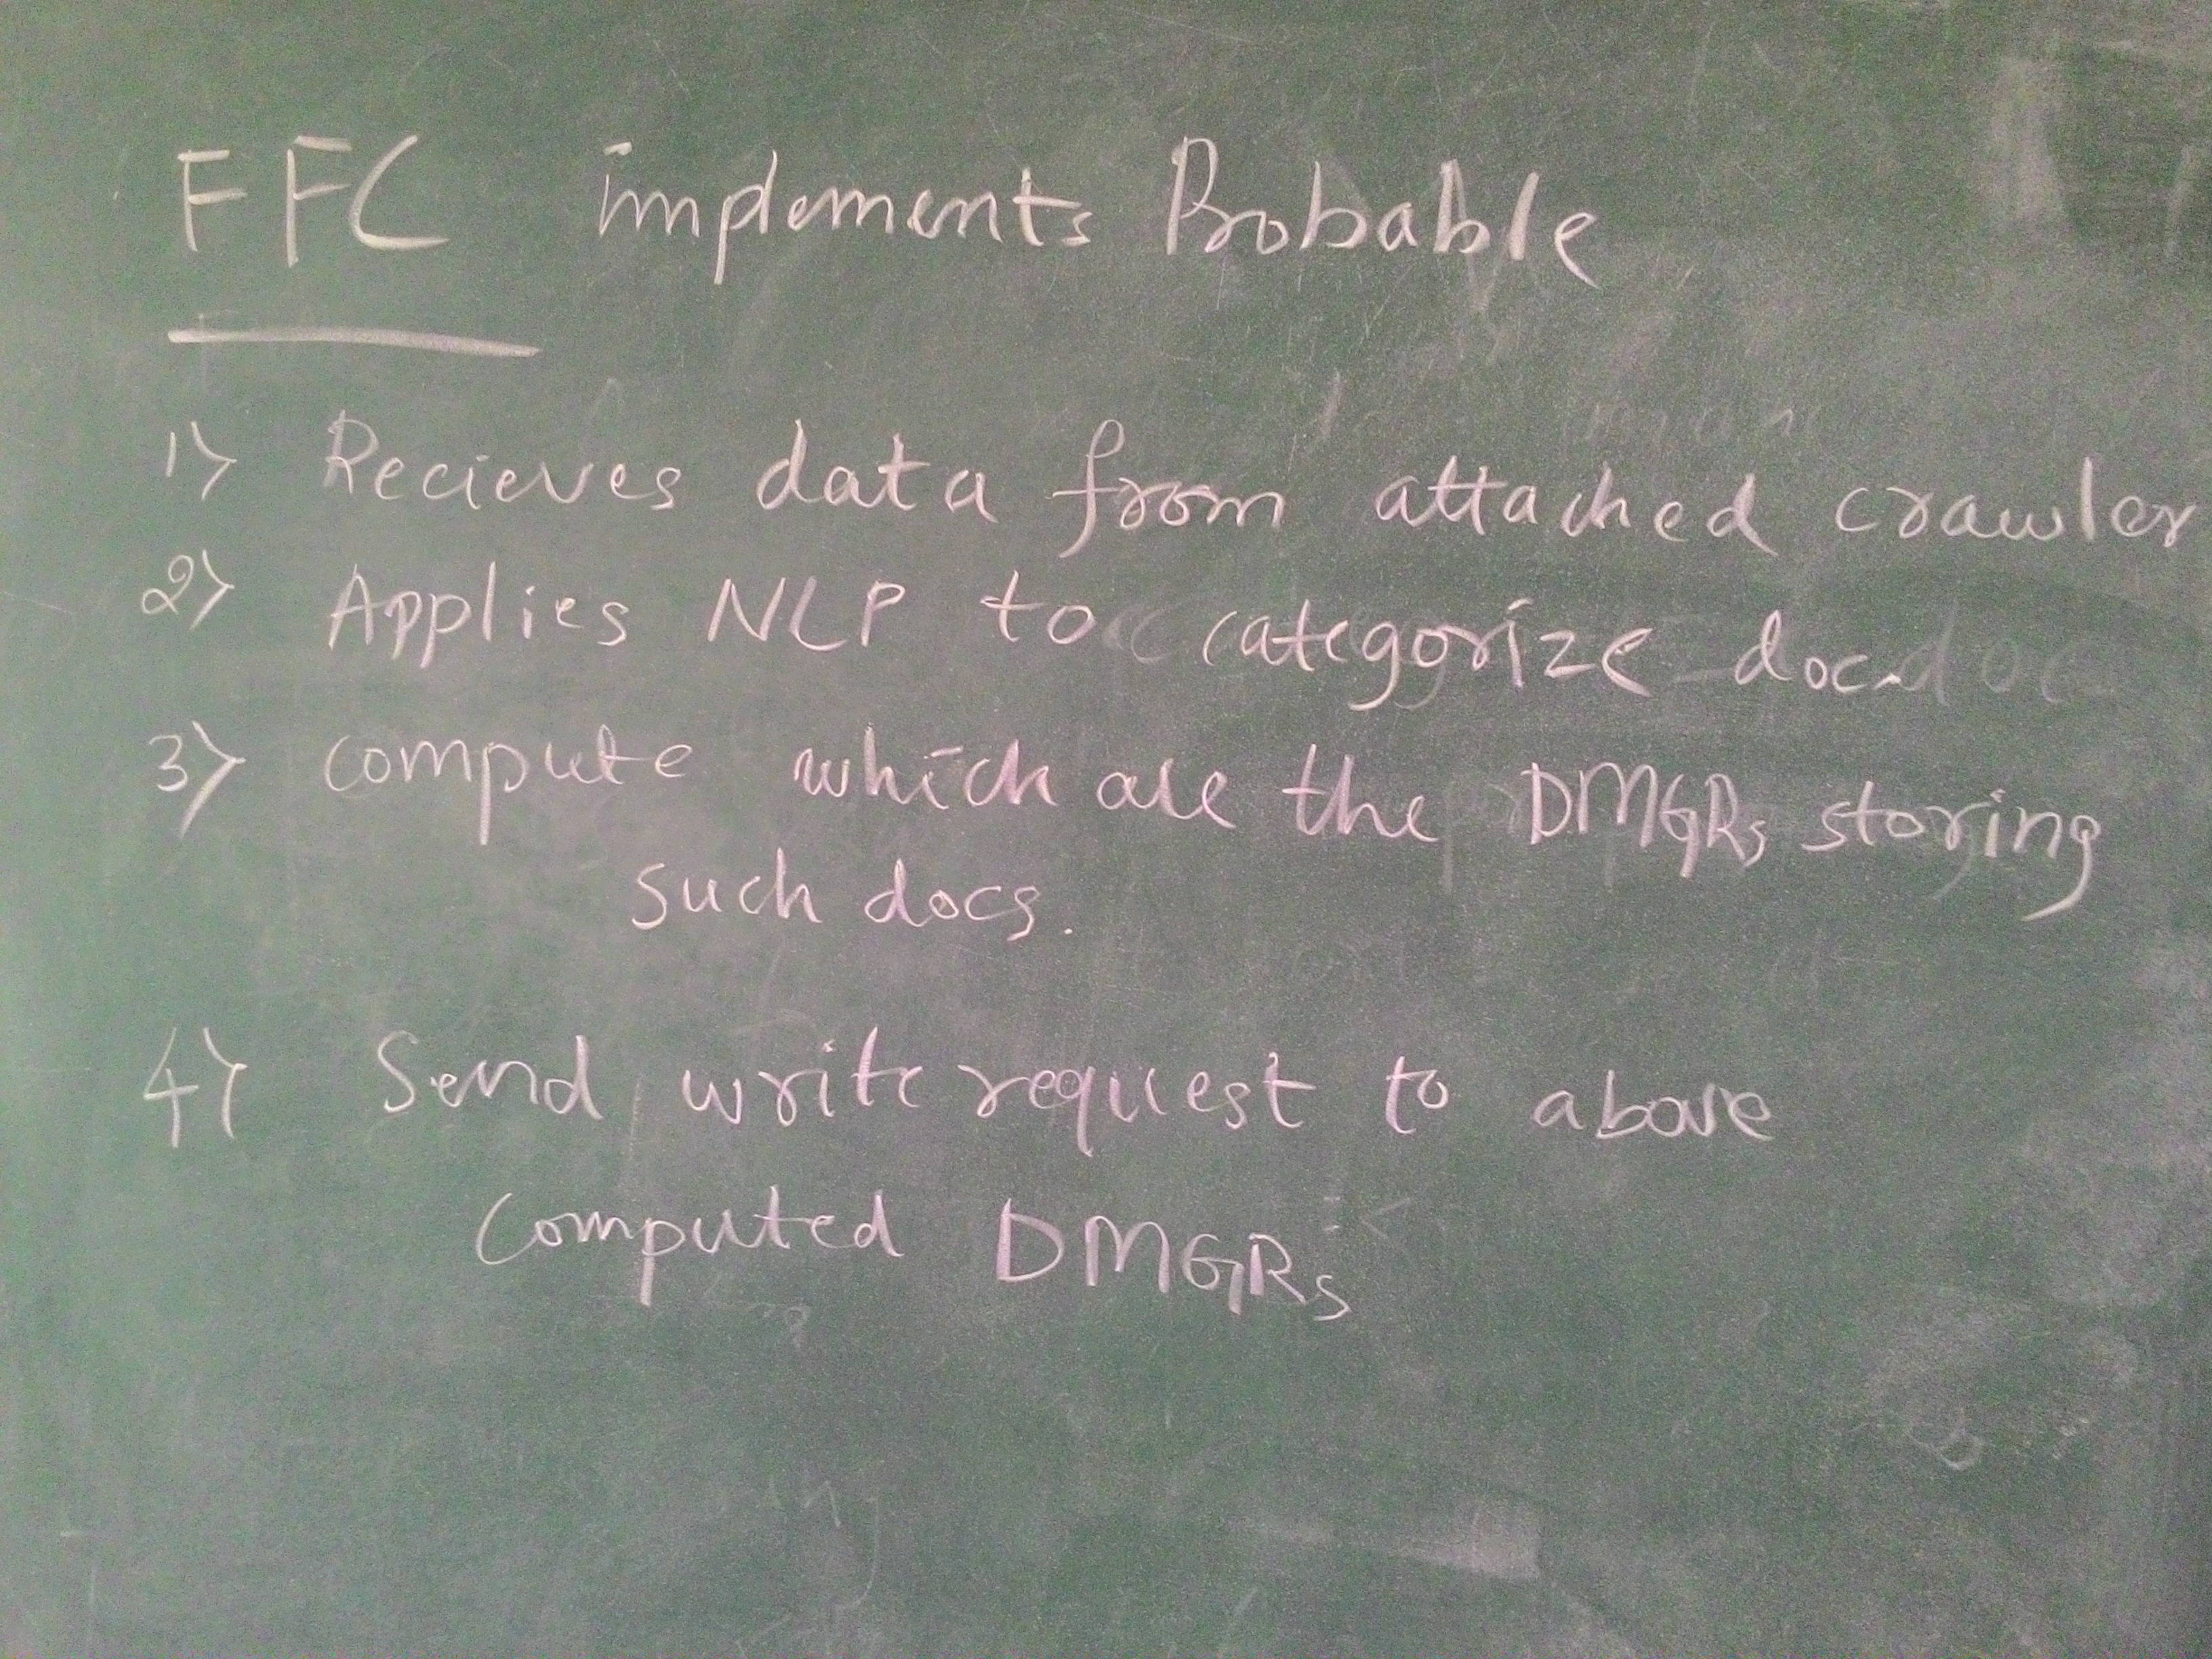 FFC implements Probable
1) Recieves data from attached crawler
2) Applies NLP to categorize doc.
3) compute which are the DMGRs storing
such docs.
4) Send write request to above
computed DMGRs